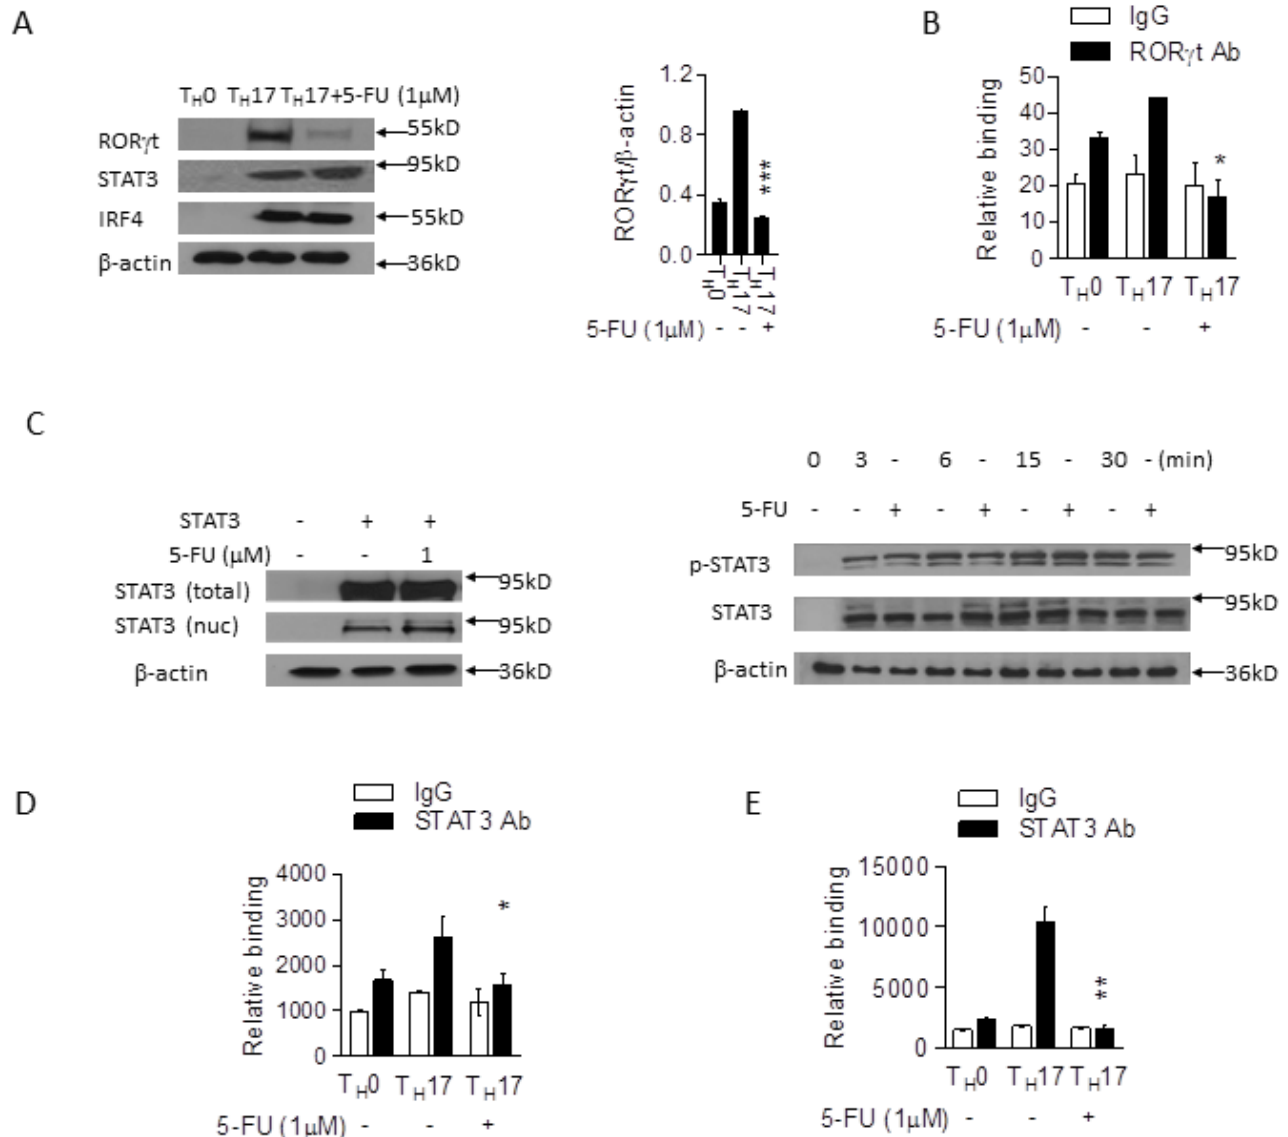 A
TH0 TH17 TH17+5-FU (1μM)
RORγt
55kD
STAT3
95kD
IRF4
55kD
β-actin
36kD
RORγt/β-actin
1.2
0.8
0.4
0.0
***
TH0
TH17
TH17
5-FU (1μM) - - +
B
IgG
RORγt Ab
Relative binding
50
40
30
20
10
0
*
TH0 TH17 TH17
5-FU (1μM) - - +
C
STAT3 - + +
5-FU (μM) - - 1
STAT3 (total)
95kD
STAT3 (nuc)
95kD
β-actin
36kD
0 3 - 6 - 15 - 30 - (min)
5-FU - - + - + - + - +
p-STAT3
95kD
STAT3
95kD
β-actin
36kD
D
IgG
STAT3 Ab
Relative binding
4000
3000
2000
1000
0
*
TH0 TH17 TH17
5-FU (1μM) - - +
E
IgG
STAT3 Ab
Relative binding
15000
10000
5000
0
**
TH0 TH17 TH17
5-FU (1μM) - - +